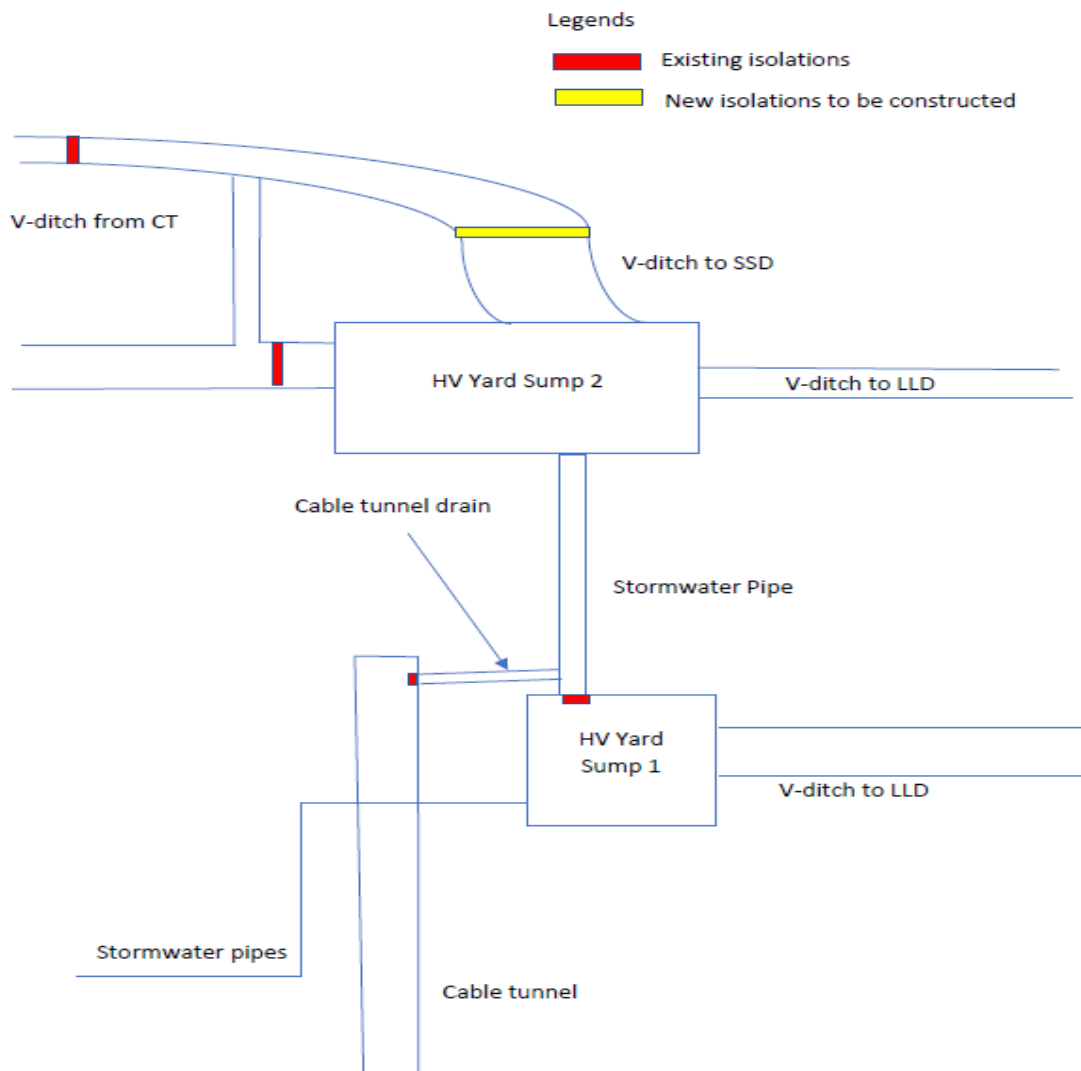 Legends
Existing isolations
New isolations to be constructed
V-ditch from CT
V-ditch to SSD
HV Yard Sump 2
V-ditch to LLD
Cable tunnel drain
Stormwater Pipe
HV Yard
Sump 1
V-ditch to LLD
Stormwater pipes
Cable tunnel